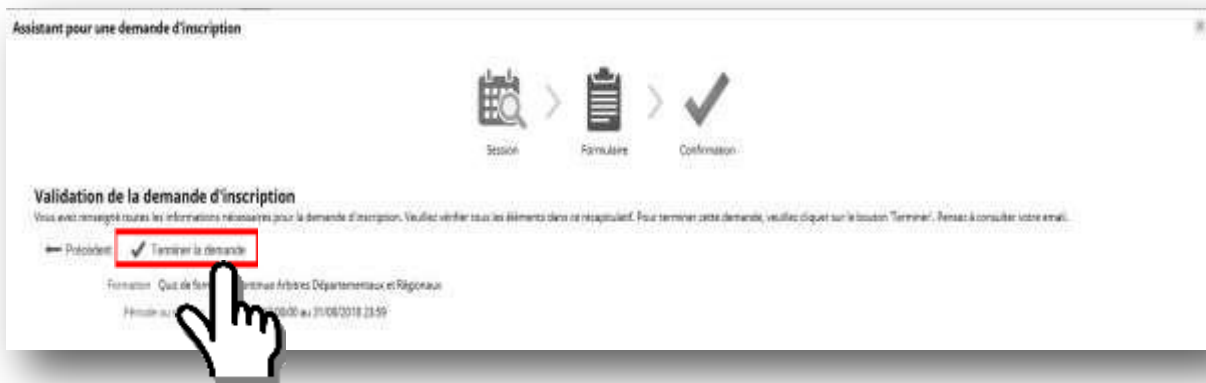 Assistant pour une demande d'inscription
Session
Formulaire
Confirmation
Validation de la demande d'inscription
Vous avez renseigné toutes les informations nécessaires pour la demande d'inscription. Veuillez vérifier tous les éléments dans ce récapitulatif. Pour terminer cette demande, veuillez cliquer sur le bouton 'Terminer'. Pensez à consulter votre email.
Précédent
Terminer la demande
Formation Quiz de Arbitres Départementaux et Régionaux
Période au 31/08/2018 23:59